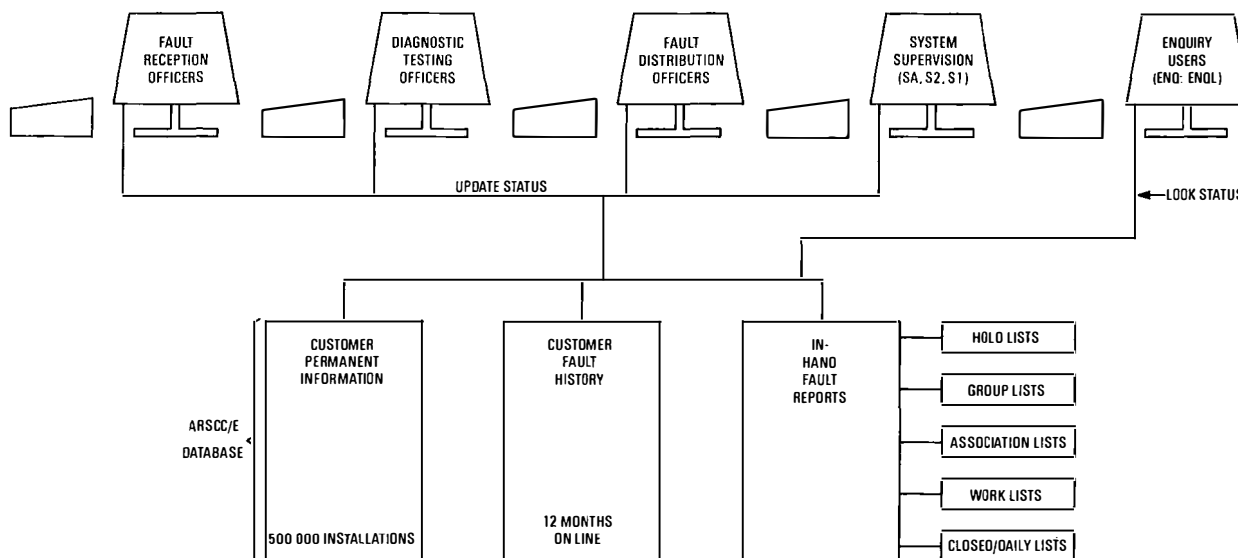 FAULT
RECEPTION
OFFICERS
DIAGNOSTIC
TESTING
OFFICERS
FAULT
DISTRIBUTION
OFFICERS
SYSTEM
SUPERVISION
(SA, S2, S1)
ENQUIRY
USERS
(ENQ: ENQL)
UPDATE STATUS
LOOK STATUS
CUSTOMER
PERMANENT
INFORMATION
CUSTOMER
FAULT
HISTORY
IN-
HANO
FAULT
REPORTS
HOLO LISTS
GROUP LISTS
ASSOCIATION LISTS
WORK LISTS
CLOSED/DAILY LISTS
ARSCC/E
DATABASE
500 000 INSTALLATIONS
12 MONTHS
ON LINE